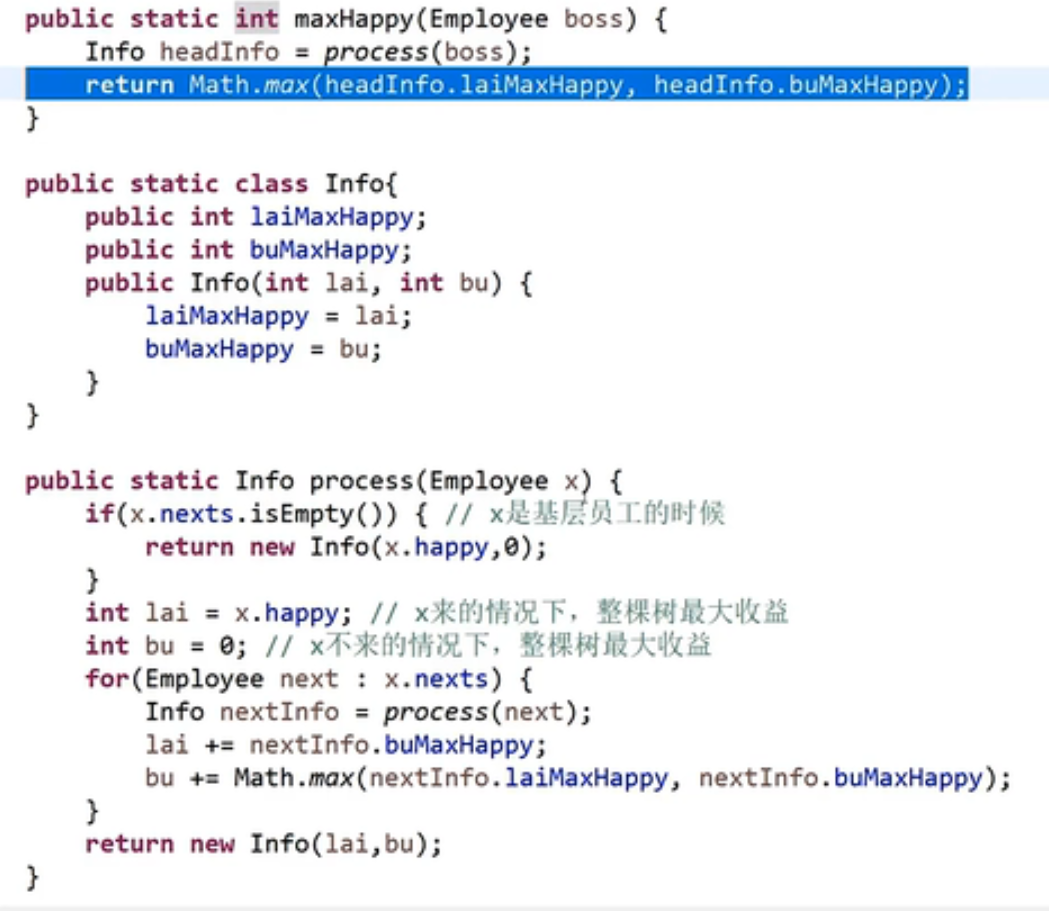 public static int maxHappy(Employee boss) {
    Info headInfo = process(boss);
    return Math.max(headInfo.laiMaxHappy, headInfo.buMaxHappy);
}

public static class Info{
    public int laiMaxHappy;
    public int buMaxHappy;
    public Info(int lai, int bu) {
        laiMaxHappy = lai;
        buMaxHappy = bu;
    }
}

public static Info process(Employee x) {
    if(x.nexts.isEmpty()) { // x是基层员工的时候
        return new Info(x.happy,0);
    }
    int lai = x.happy; // x来的情况下，整棵树最大收益
    int bu = 0; // x不来的情况下，整棵树最大收益
    for(Employee next : x.nexts) {
        Info nextInfo = process(next);
        lai += nextInfo.buMaxHappy;
        bu += Math.max(nextInfo.laiMaxHappy, nextInfo.buMaxHappy);
    }
    return new Info(lai,bu);
}